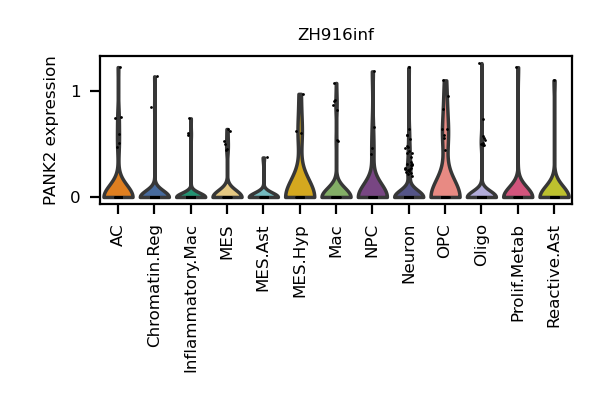 ZH916inf
PANK2 expression
1
0
AC
Chromatin.Reg
Inflammatory.Mac
MES
MES.Ast
MES.Hyp
Mac
NPC
Neuron
OPC
Oligo
Prolif.Metab
Reactive.Ast